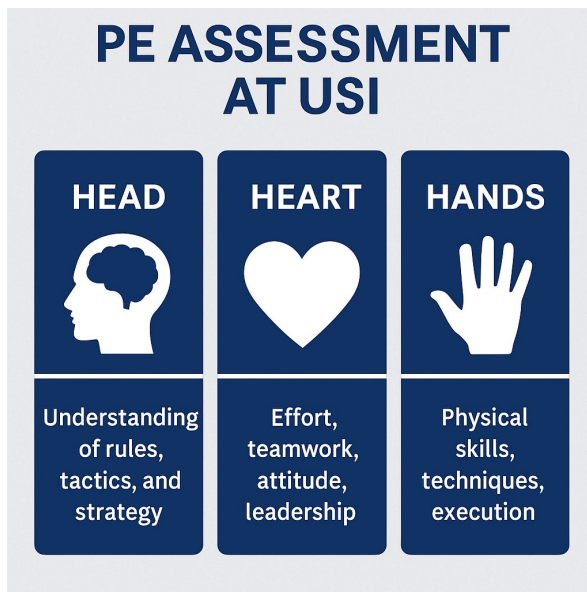 PE ASSESSMENT
AT USI
HEAD
Understanding
of rules,
tactics, and
strategy
HEART
Effort,
teamwork,
attitude,
leadership
HANDS
Physical
skills,
techniques,
execution